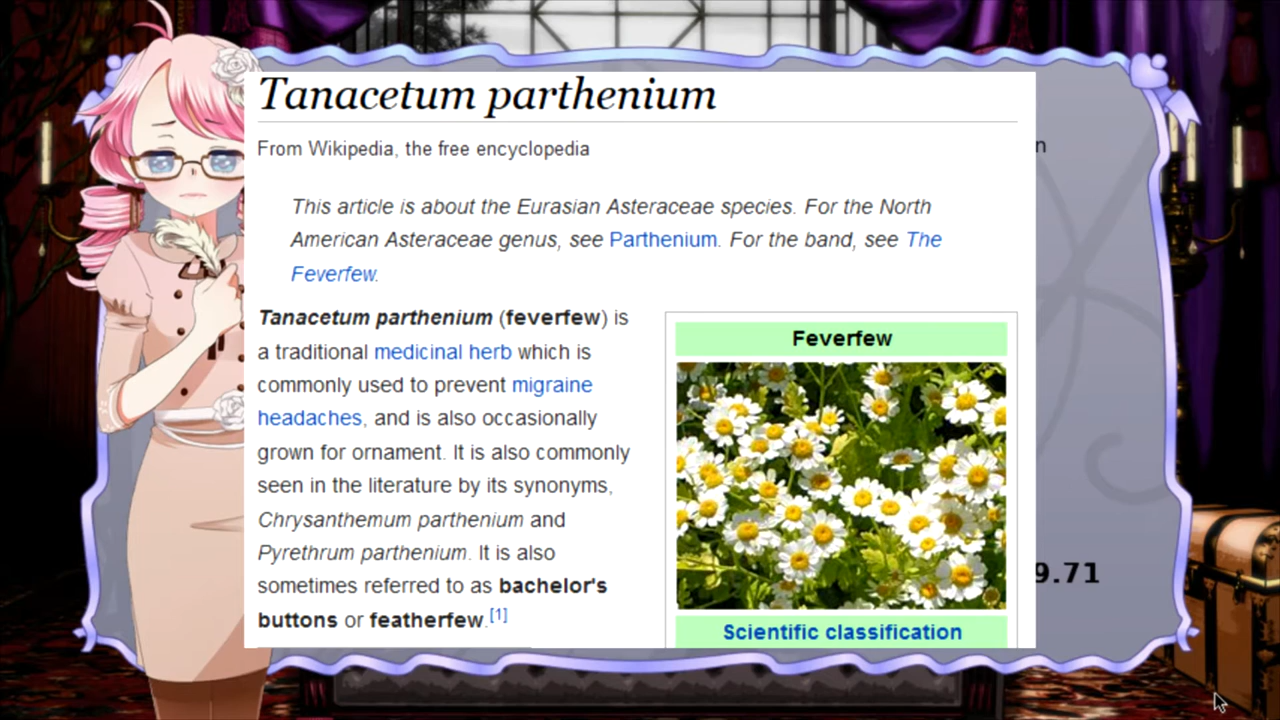 Tanacetum parthenium
From Wikipedia, the free encyclopedia
This article is about the Eurasian Asteraceae species. For the North
American Asteraceae genus, see Parthenium. For the band, see The
Feverfew.
Tanacetum parthenium (feverfew) is
a traditional medicinal herb which is
commonly used to prevent migraine
headaches, and is also occasionally
grown for ornament. It is also commonly
seen in the literature by its synonyms,
Chrysanthemum parthenium and
Pyrethrum parthenium. It is also
sometimes referred to as bachelor's
buttons or featherfew.[1]
Feverfew
Scientific classification
n
9.71